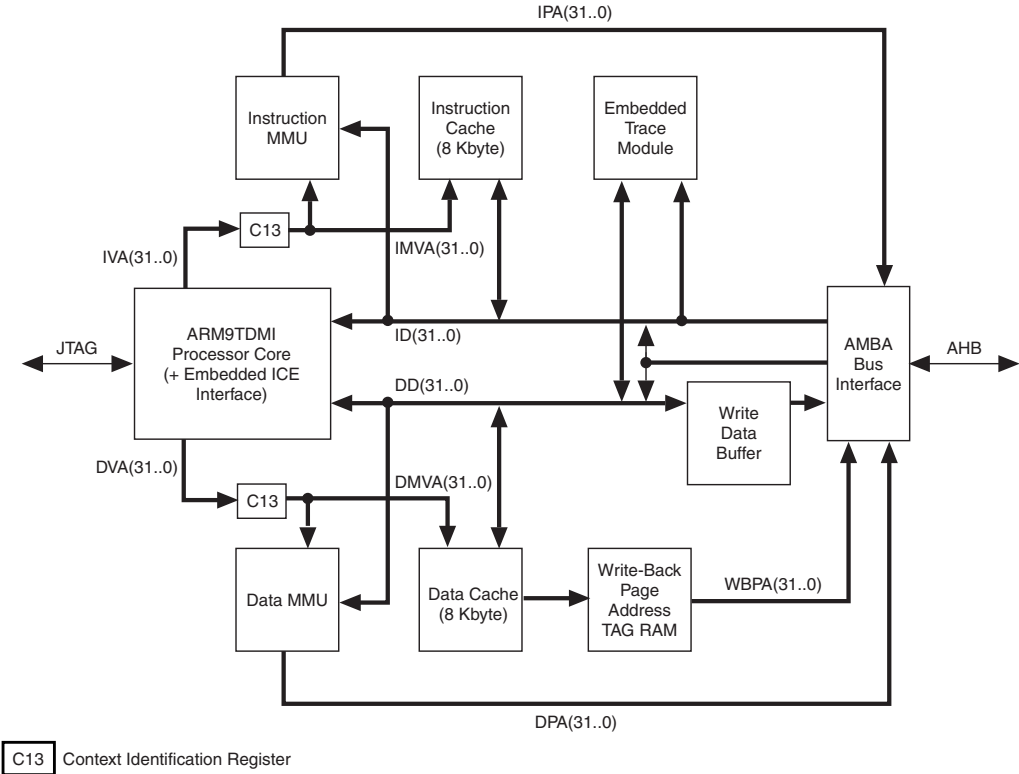 IPA(31..0)
Instruction
MMU
Instruction
Cache
(8 Kbyte)
Embedded
Trace
Module
C13
IVA(31..0)
IMVA(31..0)
ARM9TDMI
Processor Core
(+ Embedded ICE
Interface)
JTAG
ID(31..0)
AMBA
Bus
Interface
AHB
DD(31..0)
Write
Data
Buffer
DVA(31..0)
C13
DMVA(31..0)
Data MMU
Data Cache
(8 Kbyte)
Write-Back
Page
Address
TAG RAM
WBPA(31..0)
DPA(31..0)
C13 Context Identification Register